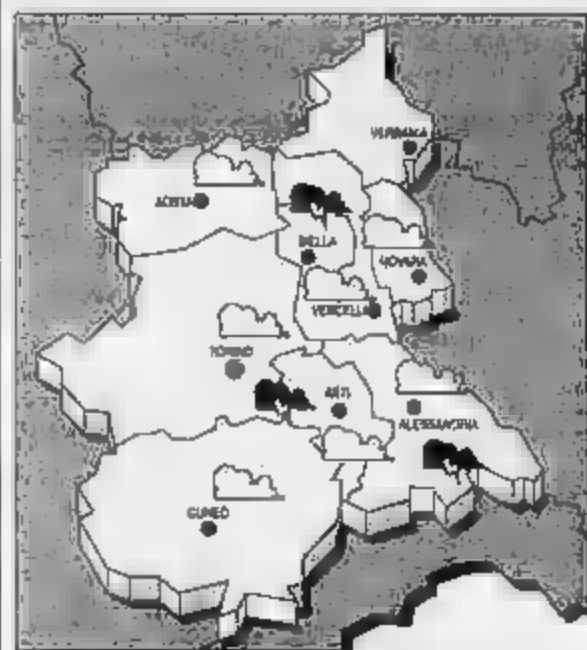 VERBANIA
AOSTA
BIELLA
NOVARA
VERCELLI
TORINO
ASTI
ALESSANDRIA
CUNEO